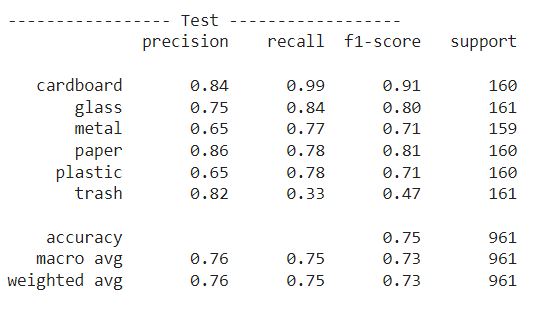 ----------------- Test ------------------
precision recall f1-score support
cardboard 0.84 0.99 0.91 160
glass 0.75 0.84 0.80 161
metal 0.65 0.77 0.71 159
paper 0.86 0.78 0.81 160
plastic 0.65 0.78 0.71 160
trash 0.82 0.33 0.47 161
accuracy 0.75 961
macro avg 0.76 0.75 0.73 961
weighted avg 0.76 0.75 0.73 961